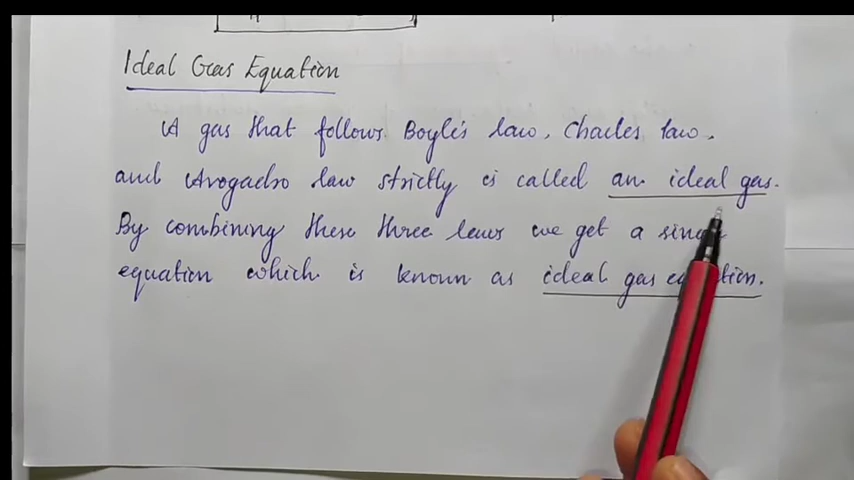 Ideal Gas Equation
A gas that follows Boyle's law, Charles law,
and Avogadro law strictly is called an ideal gas.
By combining these three laws we get a
equation which is known as ideal gas